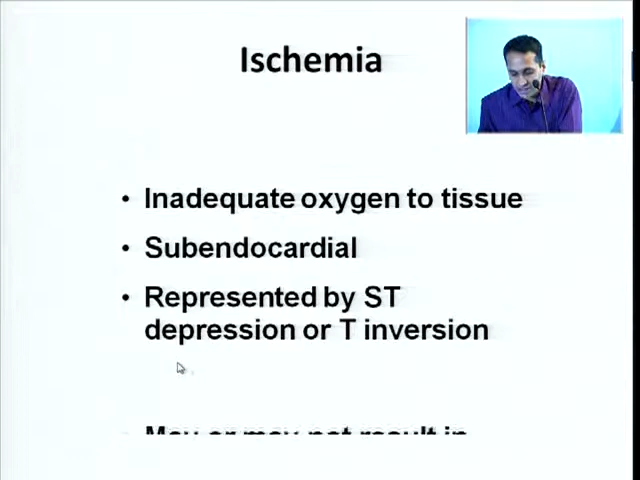 Ischemia
• Inadequate oxygen to tissue
• Subendocardial
• Represented by ST
depression or T inversion
May or may not result in